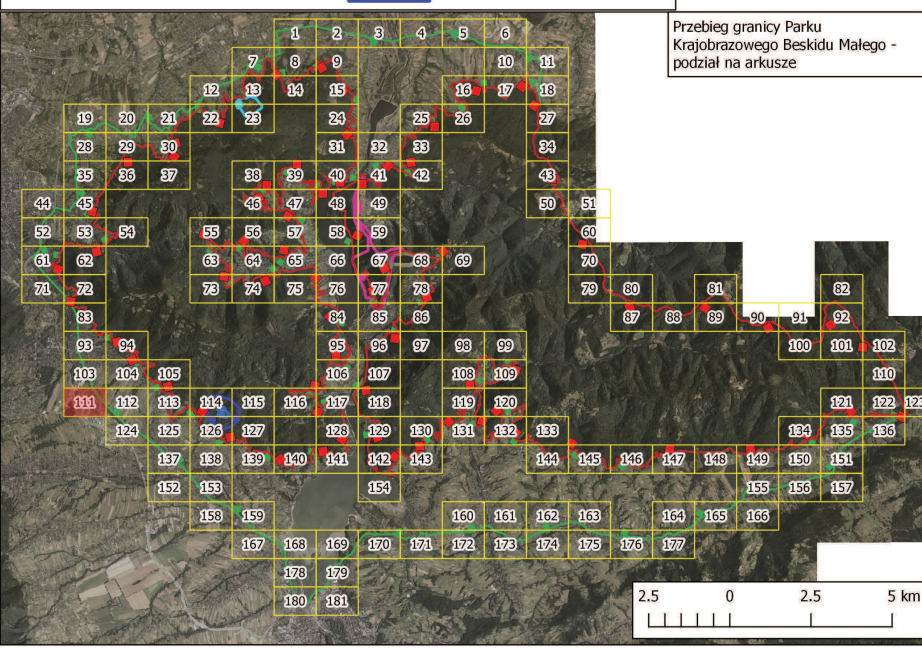 Przebieg granicy Parku
Krajobrazowego Beskidu Małego -
podział na arkusze
1 2 3 4 5 6
7 8 9 10 11
12 13 14 15 16 17 18
19 20 21 22 23 24 25 26 27
28 29 30 31 32 33 34
35 36 37 38 39 40 41 42 43
44 45 46 47 48 49 50 51
52 53 54 55 56 57 58 59 60
61 62 63 64 65 66 67 68 69 70
71 72 73 74 75 76 77 78 79 80 81 82
83 84 85 86 87 88 89 90 91 92
93 94 95 96 97 98 99 100 101 102
103 104 105 106 107 108 109 110
111 112 113 114 115 116 117 118 119 120 121 122 123
124 125 126 127 128 129 130 131 132 133 134 135 136
137 138 139 140 141 142 143 144 145 146 147 148 149 150 151
152 153 154 155 156 157
158 159 160 161 162 163 164 165 166
167 168 169 170 171 172 173 174 175 176 177
178 179
180 181
2.5 0 2.5 5 km